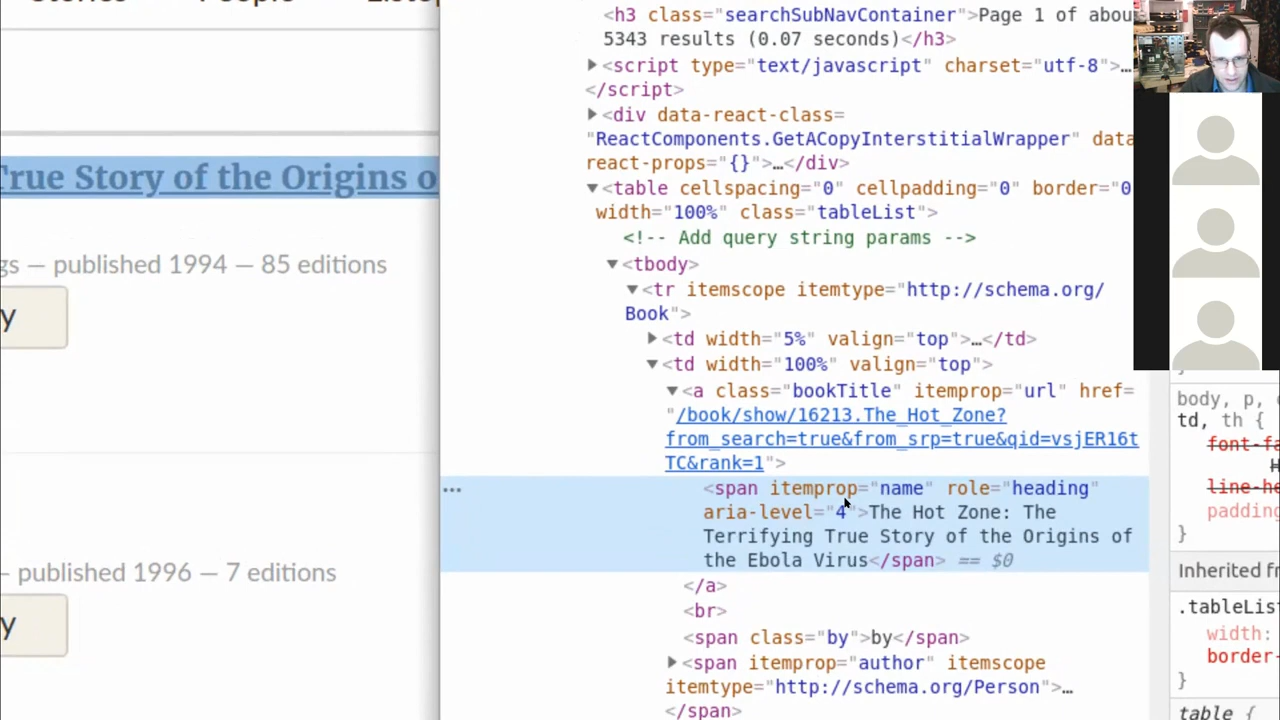 True Story of the Origins o
gs — published 1994 — 85 editions
y
— published 1996 — 7 editions
y
<h3 class="searchSubNavContainer">Page 1 of abou
5343 results (0.07 seconds)</h3>
▶<script type="text/javascript" charset="utf-8">…
</script>
▶<div data-react-class=
"ReactComponents.GetACopyInterstitialWrapper" data
react-props="{}">…</div>
▼<table cellspacing="0" cellpadding="0" border="0
width="100%" class="tableList">
<!-- Add query string params -->
▼<tbody>
▼<tr itemscope itemtype="http://schema.org/
Book">
▶<td width="5%" valign="top">…</td>
▼<td width="100%" valign="top">
▼<a class="bookTitle" itemprop="url" href=
"/book/show/16213.The_Hot_Zone?
from_search=true&from_srp=true&qid=vsjER16t
TC&rank=1">
<span itemprop="name" role="heading"
aria-level="4">The Hot Zone: The
Terrifying True Story of the Origins of
the Ebola Virus</span> == $0
</a>
<br>
<span class="by">by</span>
▶<span itemprop="author" itemscope
itemtype="http://schema.org/Person">…
</span>
body, p,
td, th {
font-fa
line-he
padding
}
Inherited fr
.tableList
width:
border-
}
table {